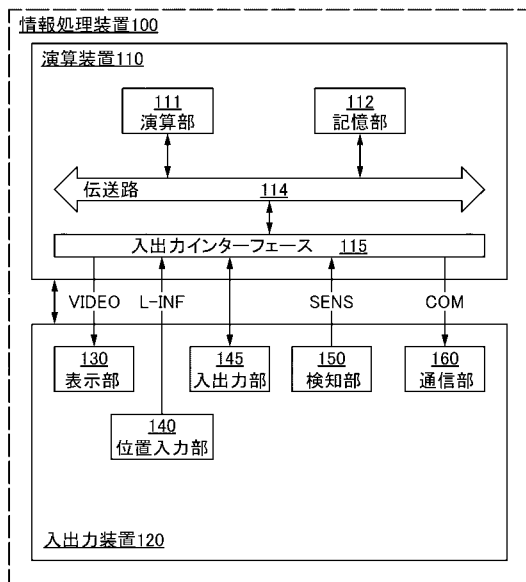 情報処理装置100
演算装置110
111
演算部
112
記憶部
伝送路 114
入出力インターフェース 115
VIDEO L-INF SENS COM
130
表示部
145
入出力部
150
検知部
160
通信部
140
位置入力部
入出力装置120